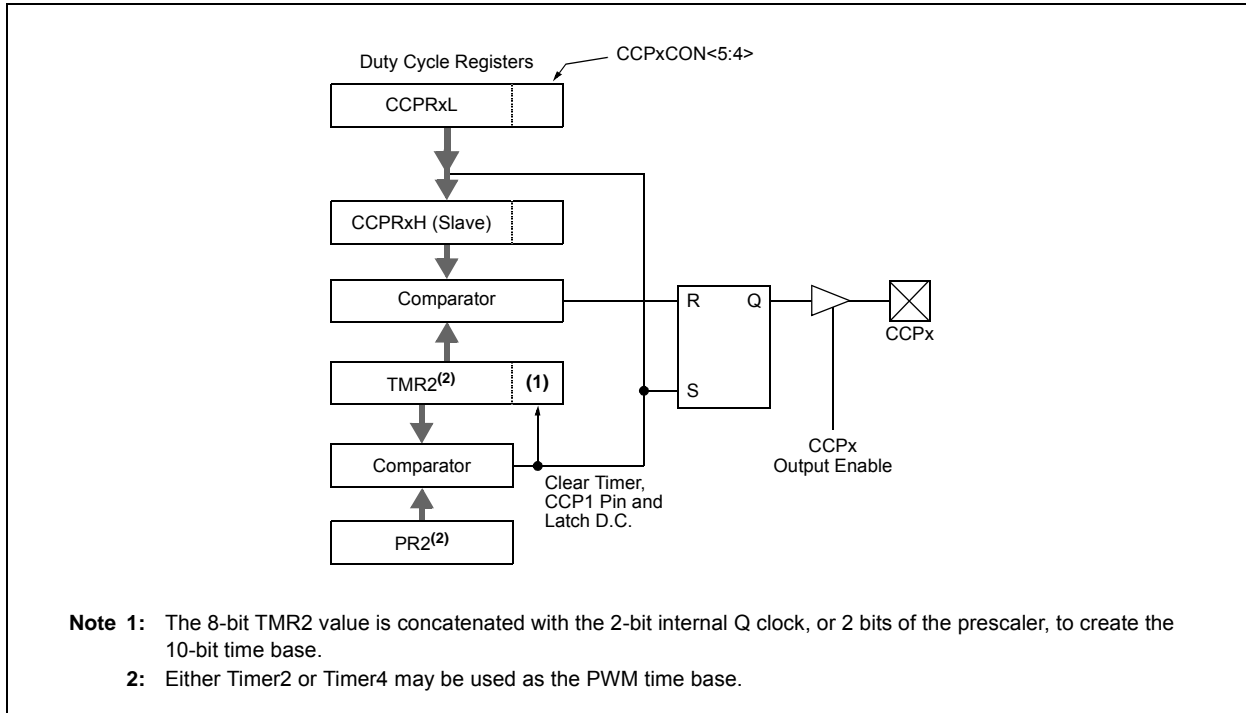 Duty Cycle Registers
CCPxCON<5:4>
CCPRxL
CCPRxH (Slave)
Comparator
R Q
CCPx
TMR2(2) (1)
S
Comparator
CCPx
Output Enable
Clear Timer,
CCP1 Pin and
Latch D.C.
PR2(2)
Note 1: The 8-bit TMR2 value is concatenated with the 2-bit internal Q clock, or 2 bits of the prescaler, to create the
10-bit time base.
2: Either Timer2 or Timer4 may be used as the PWM time base.